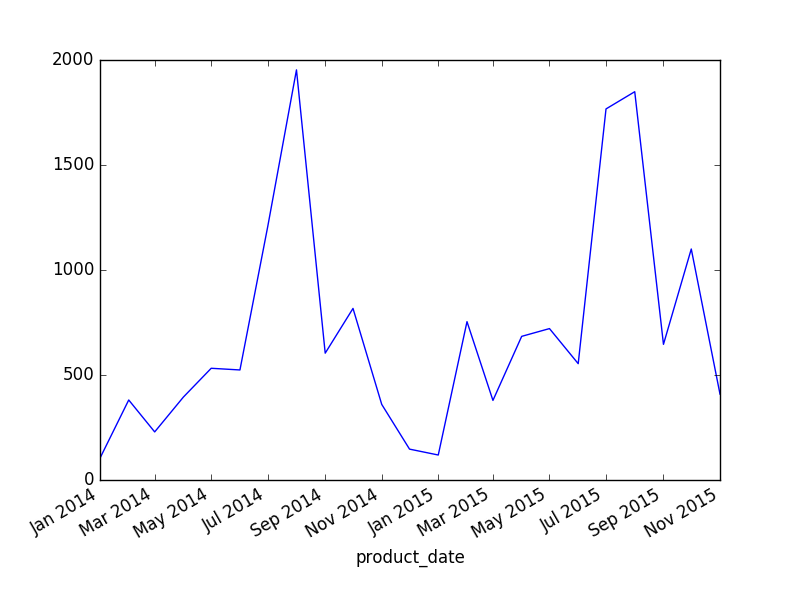 2000
1500
1000
500
0
Jan 2014
Mar 2014
May 2014
Jul 2014
Sep 2014
Nov 2014
Jan 2015
Mar 2015
May 2015
Jul 2015
Sep 2015
Nov 2015
product_date